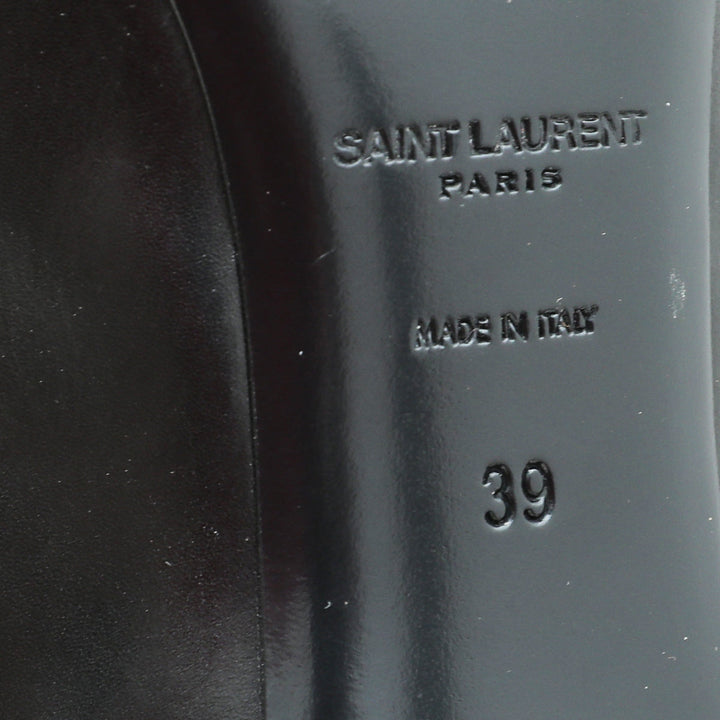 SAINT LAURENT
PARIS
MADE IN ITALY
39